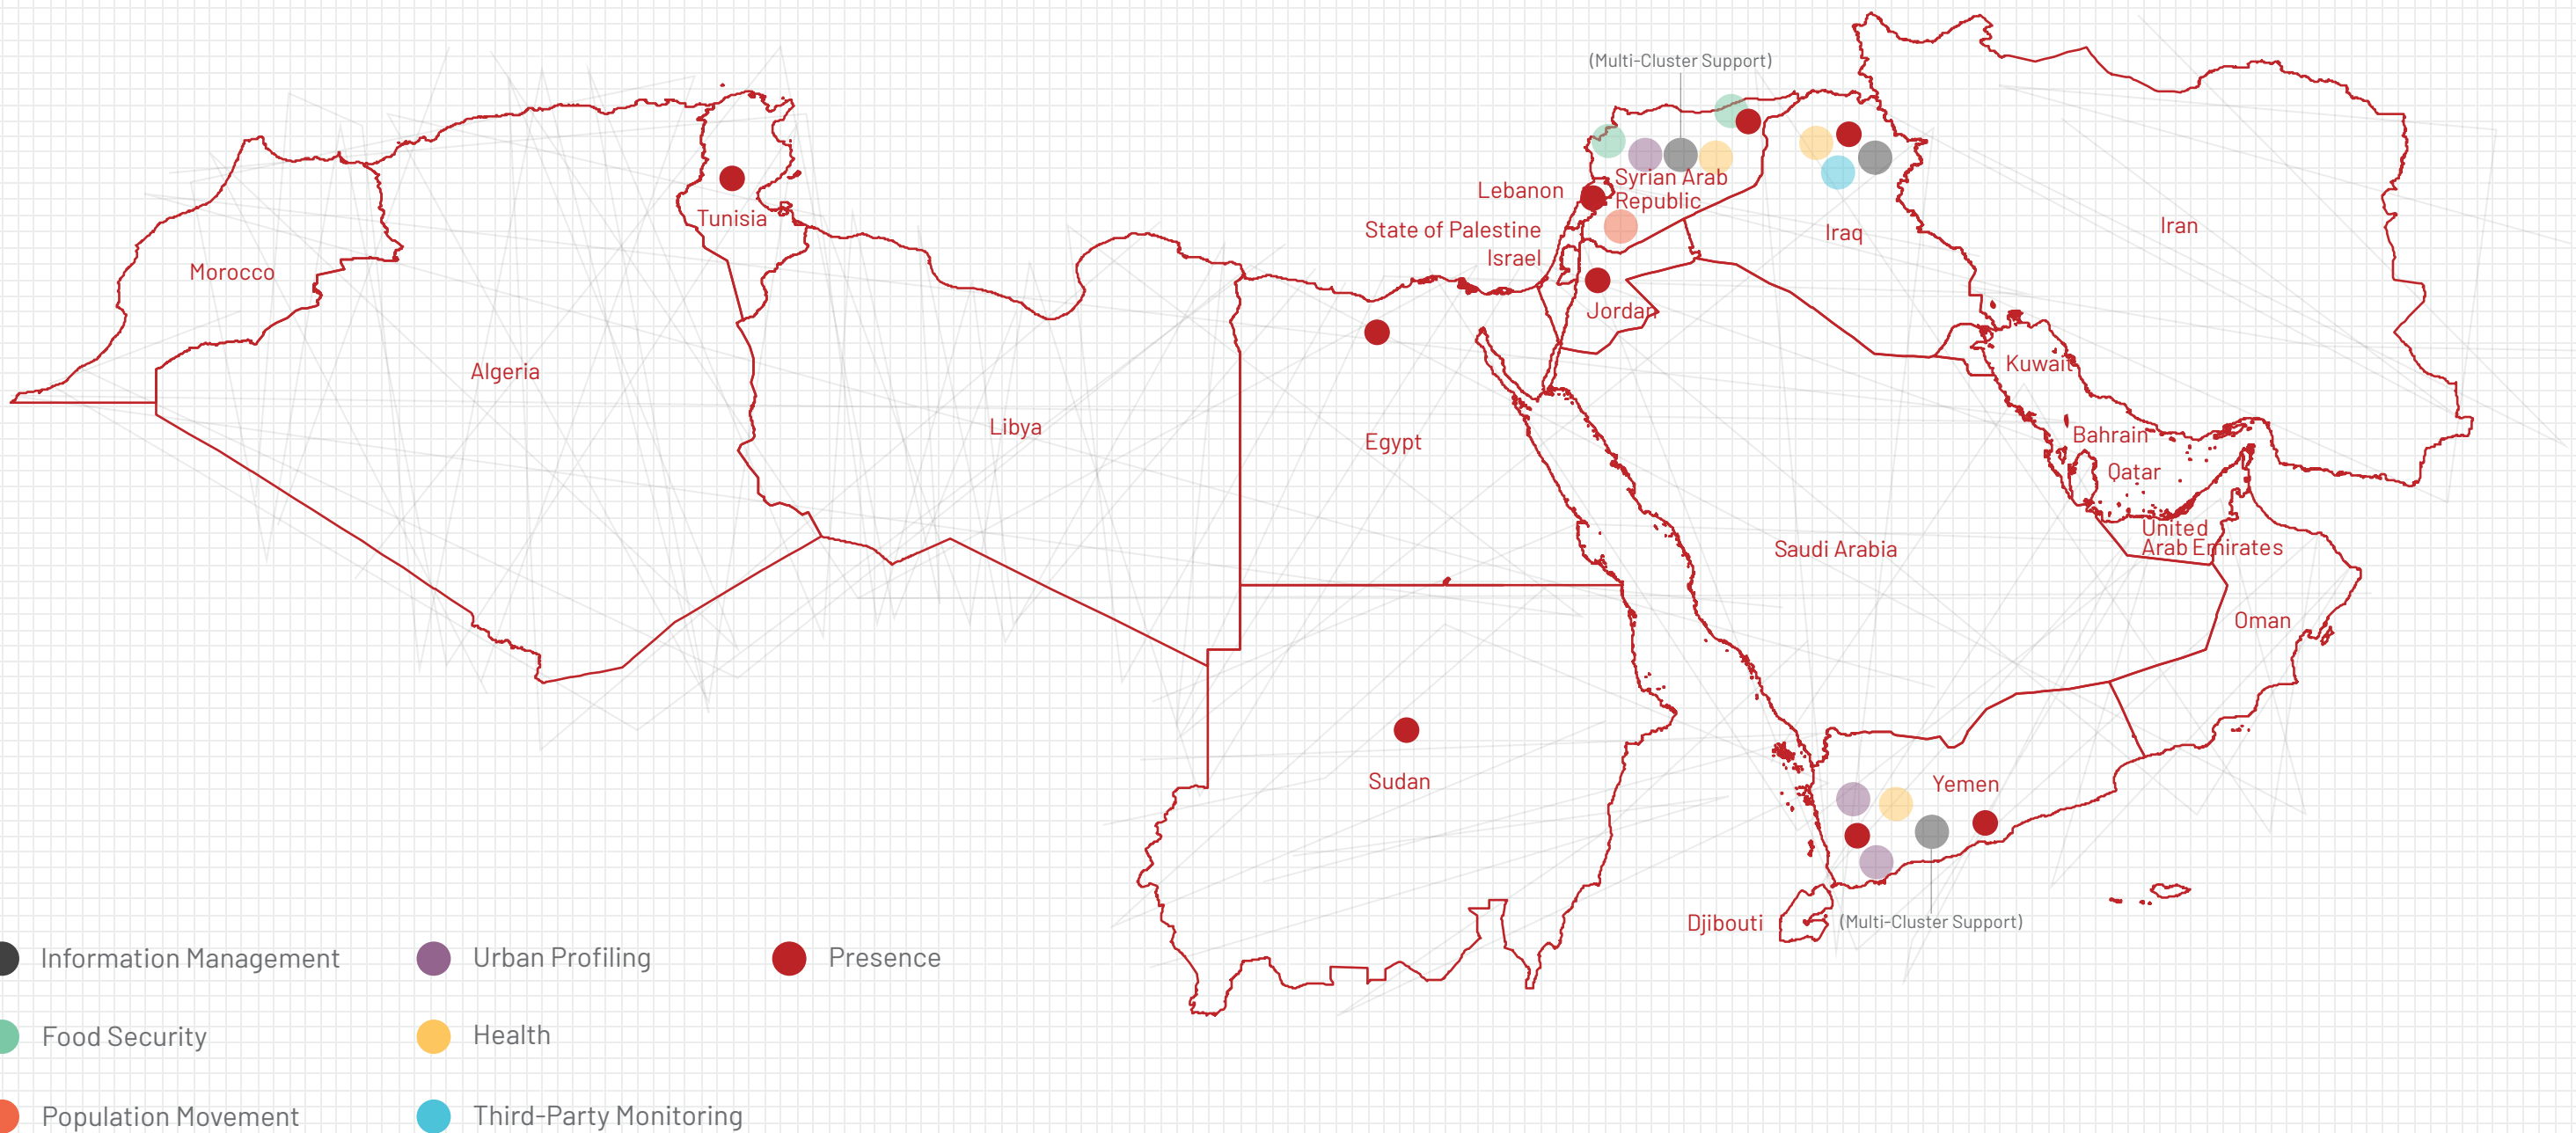 (Multi-Cluster Support)
Tunisia
Morocco
Algeria
Libya
Egypt
Sudan
Lebanon
Syrian Arab
Republic
State of Palestine
Israel
Jordan
Iraq
Iran
Kuwait
Bahrain
Qatar
United
Arab Emirates
Saudi Arabia
Oman
Yemen
Djibouti
(Multi-Cluster Support)
Information Management
Urban Profiling
Presence
Food Security
Health
Population Movement
Third-Party Monitoring